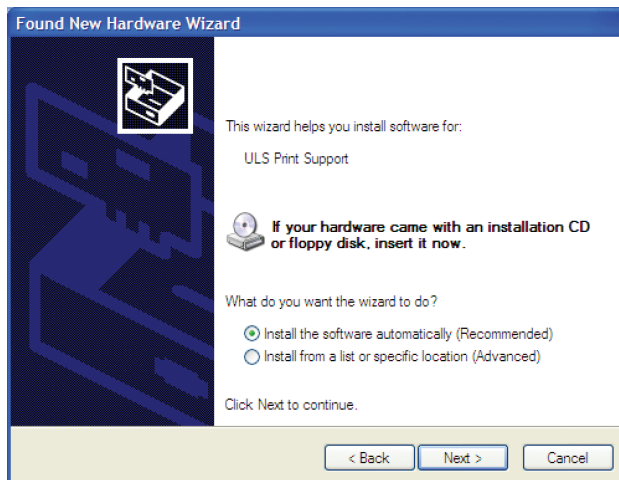 Found New Hardware Wizard
This wizard helps you install software for:
ULS Print Support
If your hardware came with an installation CD
or floppy disk, insert it now.
What do you want the wizard to do?
Install the software automatically (Recommended)
Install from a list or specific location (Advanced)
Click Next to continue.
< Back Next > Cancel